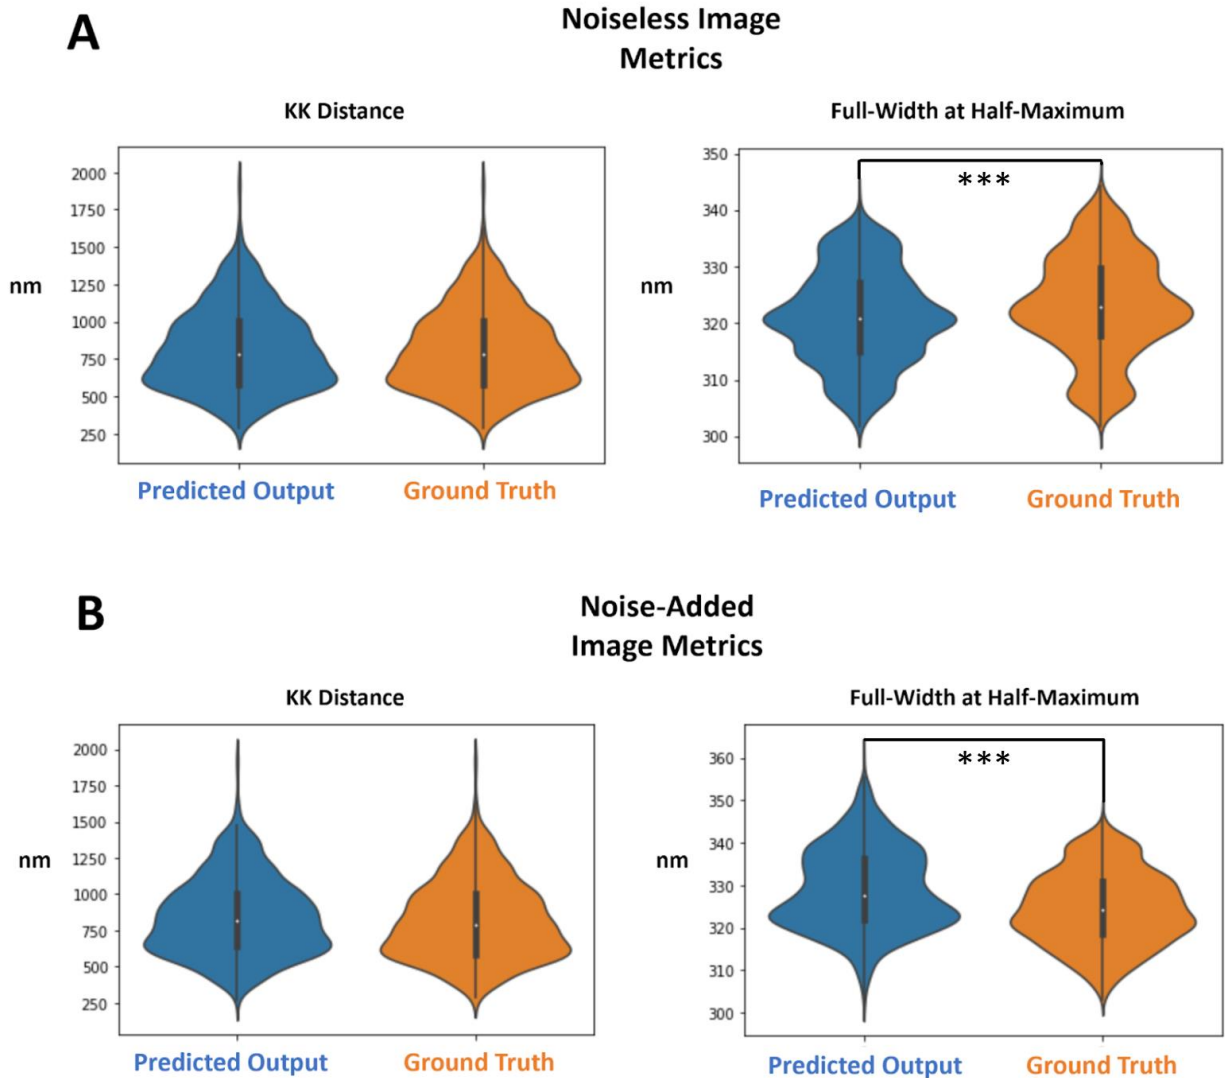 A
Noiseless Image
Metrics
KK Distance
Full-Width at Half-Maximum
2000
1750
1500
1250
1000
750
500
250
nm
Predicted Output
Ground Truth
350
340
330
320
310
300
nm
***
Predicted Output
Ground Truth
B
Noise-Added
Image Metrics
KK Distance
Full-Width at Half-Maximum
2000
1750
1500
1250
1000
750
500
250
nm
Predicted Output
Ground Truth
360
350
340
330
320
310
300
nm
***
Predicted Output
Ground Truth